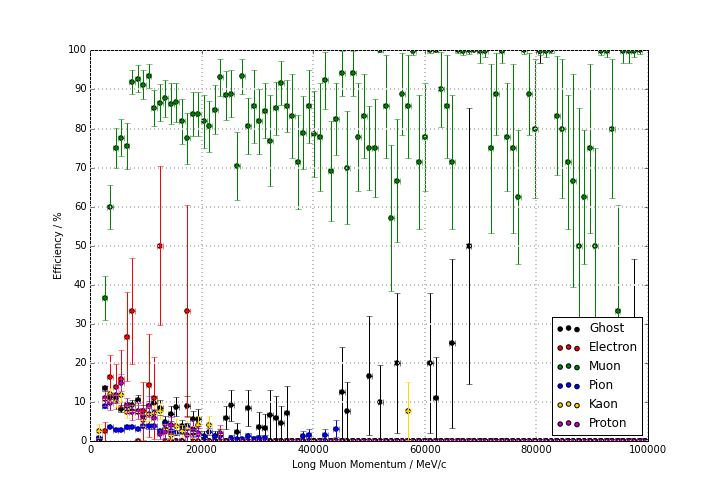 100
90
80
70
60
50
40
30
20
10
0
Efficiency / %
0
20000
40000
60000
80000
100000
Long Muon Momentum / MeV/c
Ghost
Electron
Muon
Pion
Kaon
Proton